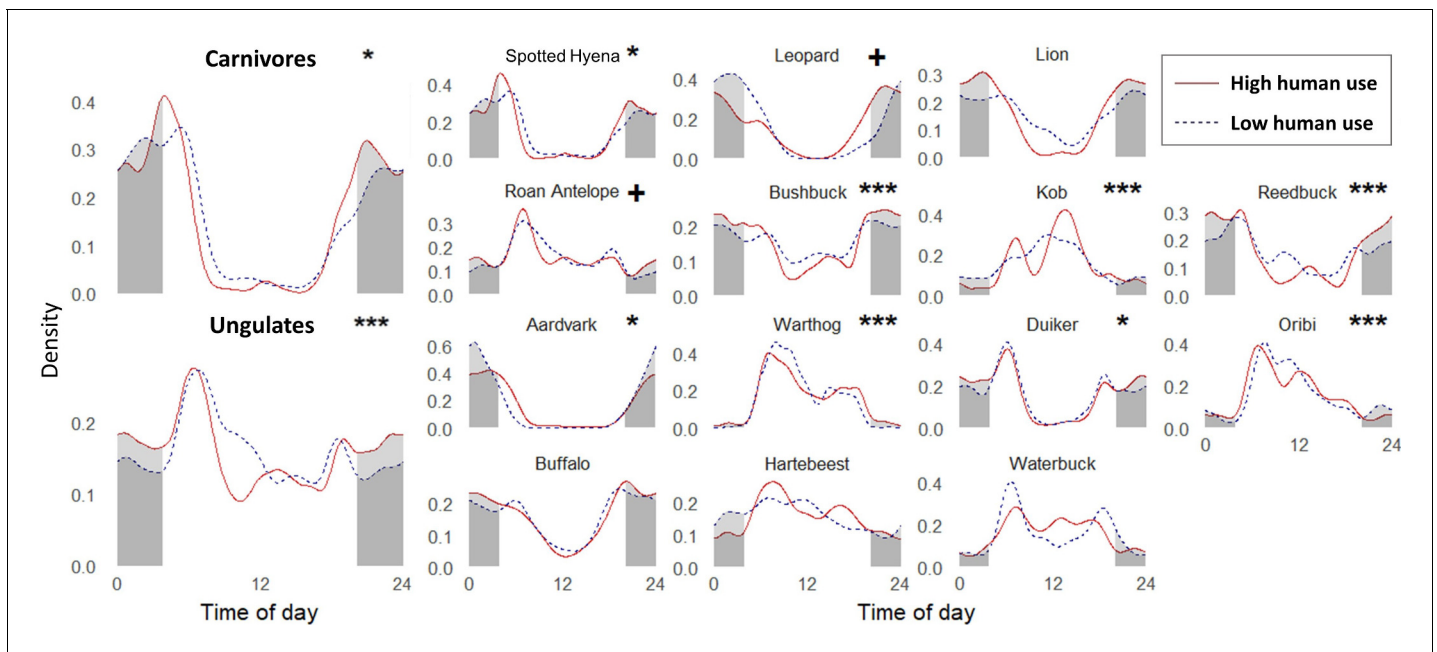 Carnivores *
Spotted Hyena *
Leopard +
Lion
High human use
Low human use
0.4
0.3
0.2
0.1
0.0
0.4
0.2
0.0
0.4
0.2
0.0
0.3
0.2
0.1
0.0
Roan Antelope +
Bushbuck ***
Kob ***
Reedbuck ***
0.3
0.2
0.1
0.0
0.2
0.1
0.0
0.4
0.2
0.0
0.3
0.2
0.1
0.0
Ungulates ***
Aardvark *
Warthog ***
Duiker *
Oribi ***
Density
0.2
0.1
0.0
0.6
0.4
0.2
0.0
0.4
0.2
0.0
0.4
0.2
0.0
0.4
0.2
0.0
0 12 24
Buffalo
Hartebeest
Waterbuck
0.2
0.1
0.0
0.2
0.1
0.0
0.4
0.2
0.0
0 12 24
0 12 24
0 12 24
0 12 24
Time of day
Time of day